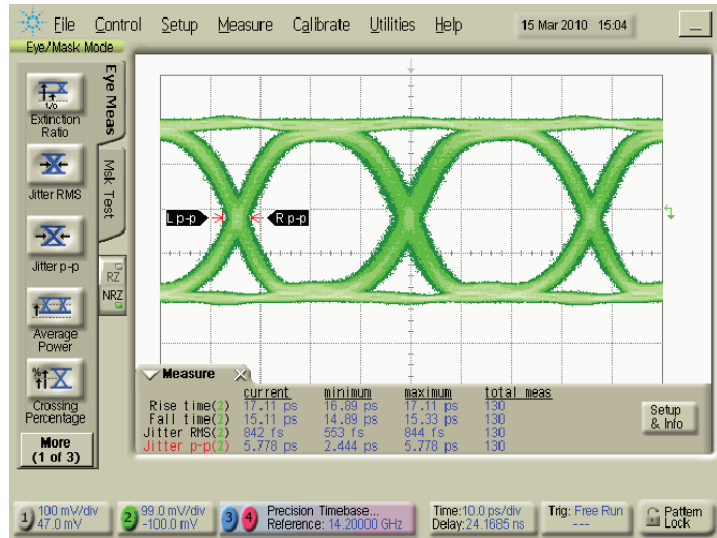 File Control Setup Measure Calibrate Utilities Help 15 Mar 2010 15:04
Eye/Mask Mode
Eye Meas
Msk Test
Extinction
Ratio
Jitter RMS
Jitter p-p
RZ
NRZ
Average
Power
Crossing
Percentage
More
(1 of 3)
L p-p
R p-p
Measure
current minimum maximum total meas
Rise time(2) 17.11 ps 16.89 ps 17.11 ps 130
Fall time(2) 15.11 ps 14.89 ps 15.33 ps 130
Jitter RMS(2) 842 fs 553 fs 844 fs 130
Jitter p-p(2) 5.778 ps 2.444 ps 5.778 ps 130
Setup
& Info
1) 100 mV/div
47.0 mV
2) 99.0 mV/div
-100.0 mV
3) 4) Precision Timebase...
Reference: 14.20000 GHz
Time:10.0 ps/div
Delay:24.1685 ns
Trig: Free Run
---
Pattern
Lock